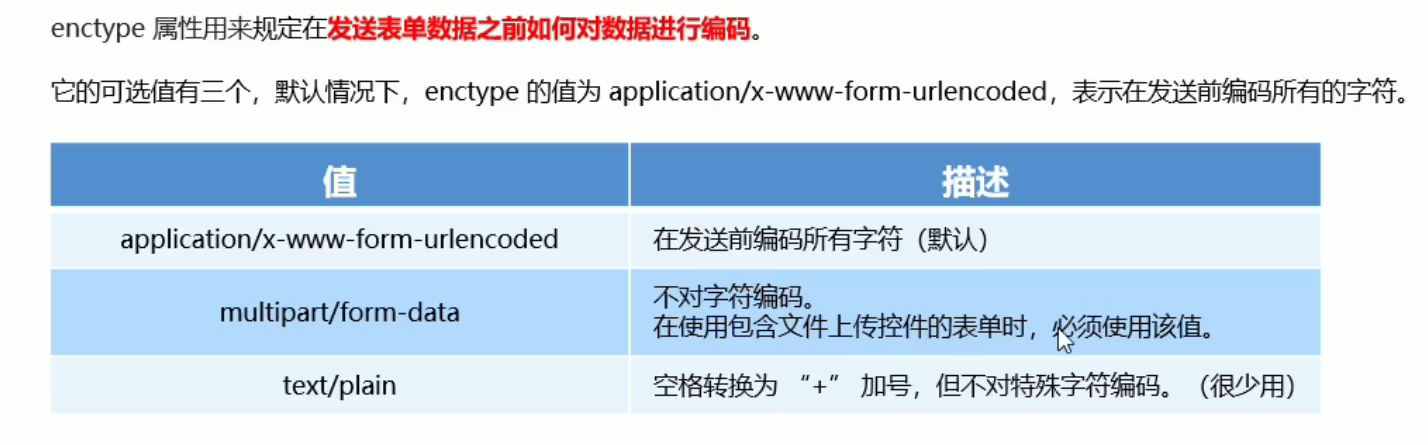 enctype 属性用来规定在发送表单数据之前如何对数据进行编码。
它的可选值有三个，默认情况下，enctype 的值为 application/x-www-form-urlencoded，表示在发送前编码所有的字符。
值 描述
application/x-www-form-urlencoded 在发送前编码所有字符（默认）
multipart/form-data 不对字符编码。
在使用包含文件上传控件的表单时，必须使用该值。
text/plain 空格转换为 “+” 加号，但不对特殊字符编码。（很少用）